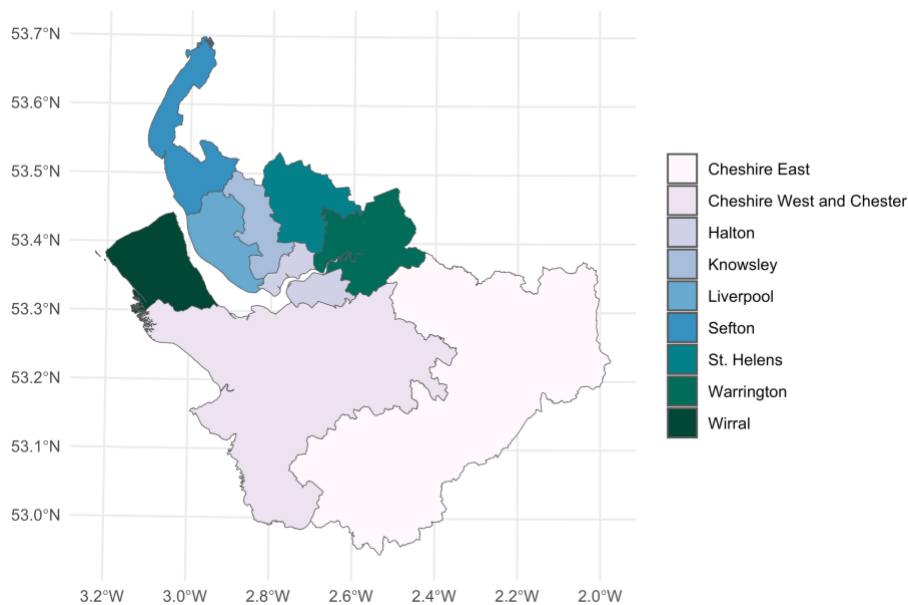 53.7°N
53.6°N
53.5°N
53.4°N
53.3°N
53.2°N
53.1°N
53.0°N
3.2°W 3.0°W 2.8°W 2.6°W 2.4°W 2.2°W 2.0°W
Cheshire East
Cheshire West and Chester
Halton
Knowsley
Liverpool
Sefton
St. Helens
Warrington
Wirral